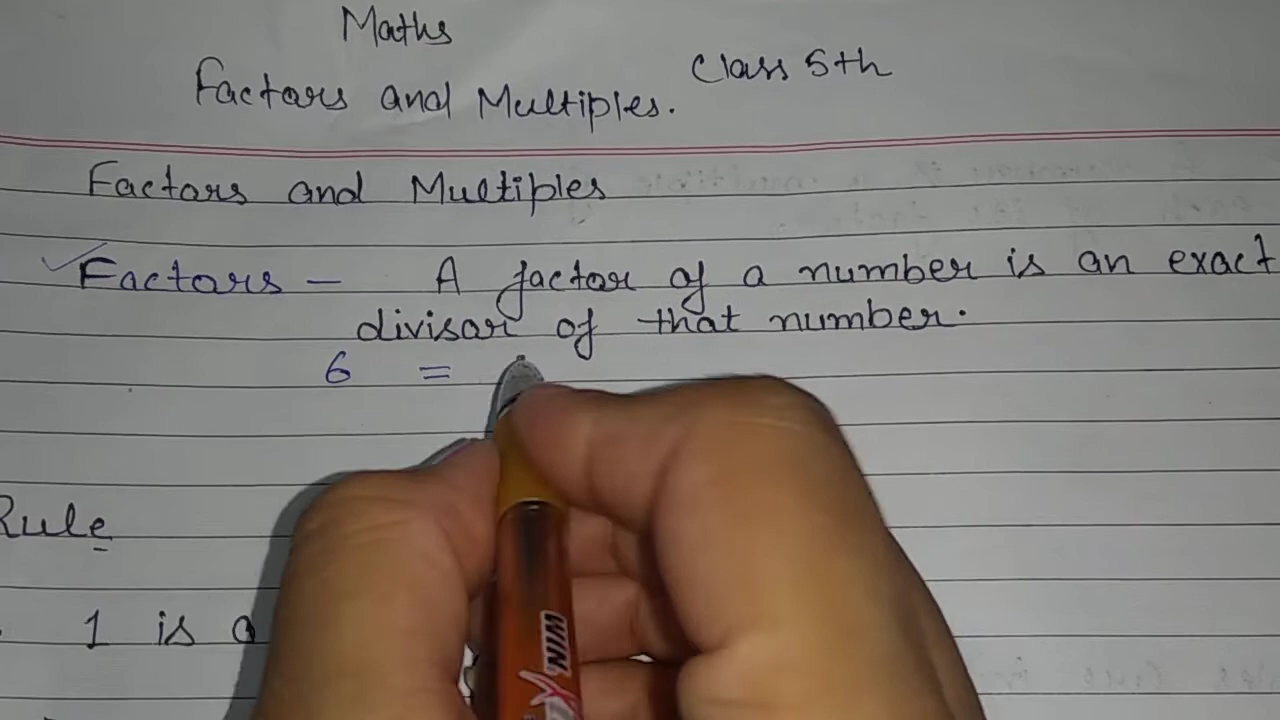 Maths
Class 5th
Factors and Multiples.
Factors and Multiples
Factors - A factor of a number is an exact
divisor of that number.
6 =
Rule
1 is a
WIN